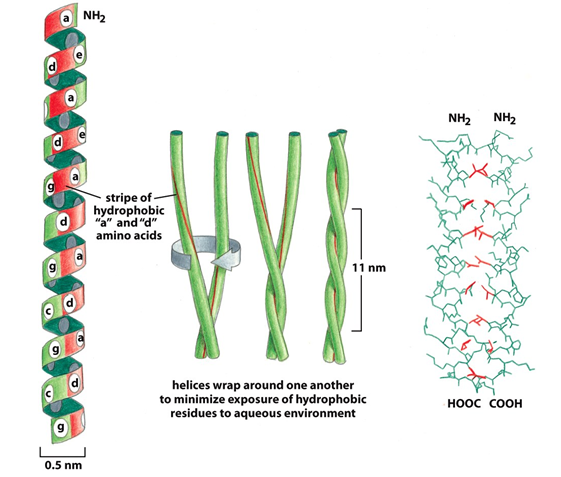 a
NH2
d e
a
d e
g a
d
g a
c d
g a
c d
g
0.5 nm
stripe of
hydrophobic
"a" and "d"
amino acids
11 nm
helices wrap around one another
to minimize exposure of hydrophobic
residues to aqueous environment
NH2 NH2
HOOC COOH